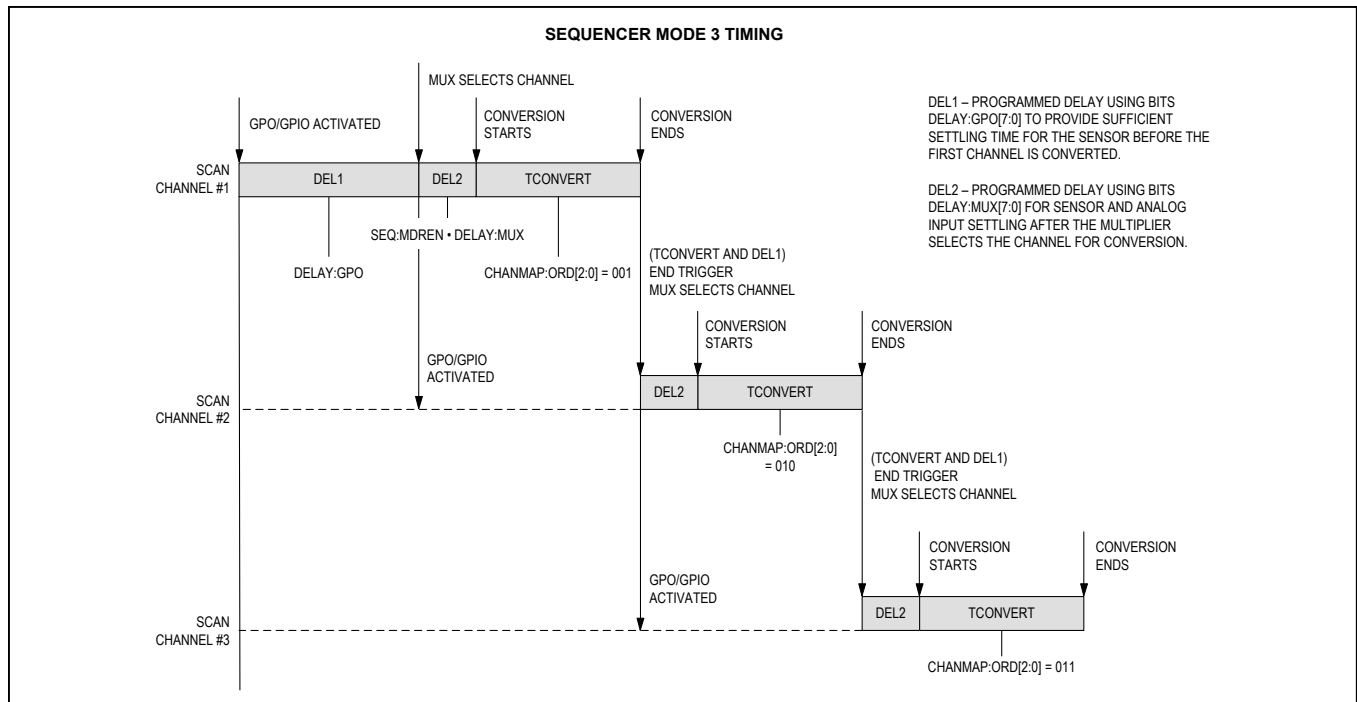 SEQUENCER MODE 3 TIMING
MUX SELECTS CHANNEL
GPO/GPIO ACTIVATED
CONVERSION
STARTS
CONVERSION
ENDS
DEL1 – PROGRAMMED DELAY USING BITS
DELAY:GPO[7:0] TO PROVIDE SUFFICIENT
SETTLING TIME FOR THE SENSOR BEFORE THE
FIRST CHANNEL IS CONVERTED.
DEL2 – PROGRAMMED DELAY USING BITS
DELAY:MUX[7:0] FOR SENSOR AND ANALOG
INPUT SETTLING AFTER THE MULTIPLIER
SELECTS THE CHANNEL FOR CONVERSION.
SCAN
CHANNEL #1
DEL1
DEL2
TCONVERT
SEQ:MDREN • DELAY:MUX
DELAY:GPO
CHANMAP:ORD[2:0] = 001
(TCONVERT AND DEL1)
END TRIGGER
MUX SELECTS CHANNEL
GPO/GPIO
ACTIVATED
CONVERSION
STARTS
CONVERSION
ENDS
SCAN
CHANNEL #2
DEL2
TCONVERT
CHANMAP:ORD[2:0]
= 010
(TCONVERT AND DEL1)
END TRIGGER
MUX SELECTS CHANNEL
GPO/GPIO
ACTIVATED
CONVERSION
STARTS
CONVERSION
ENDS
SCAN
CHANNEL #3
DEL2
TCONVERT
CHANMAP:ORD[2:0] = 011